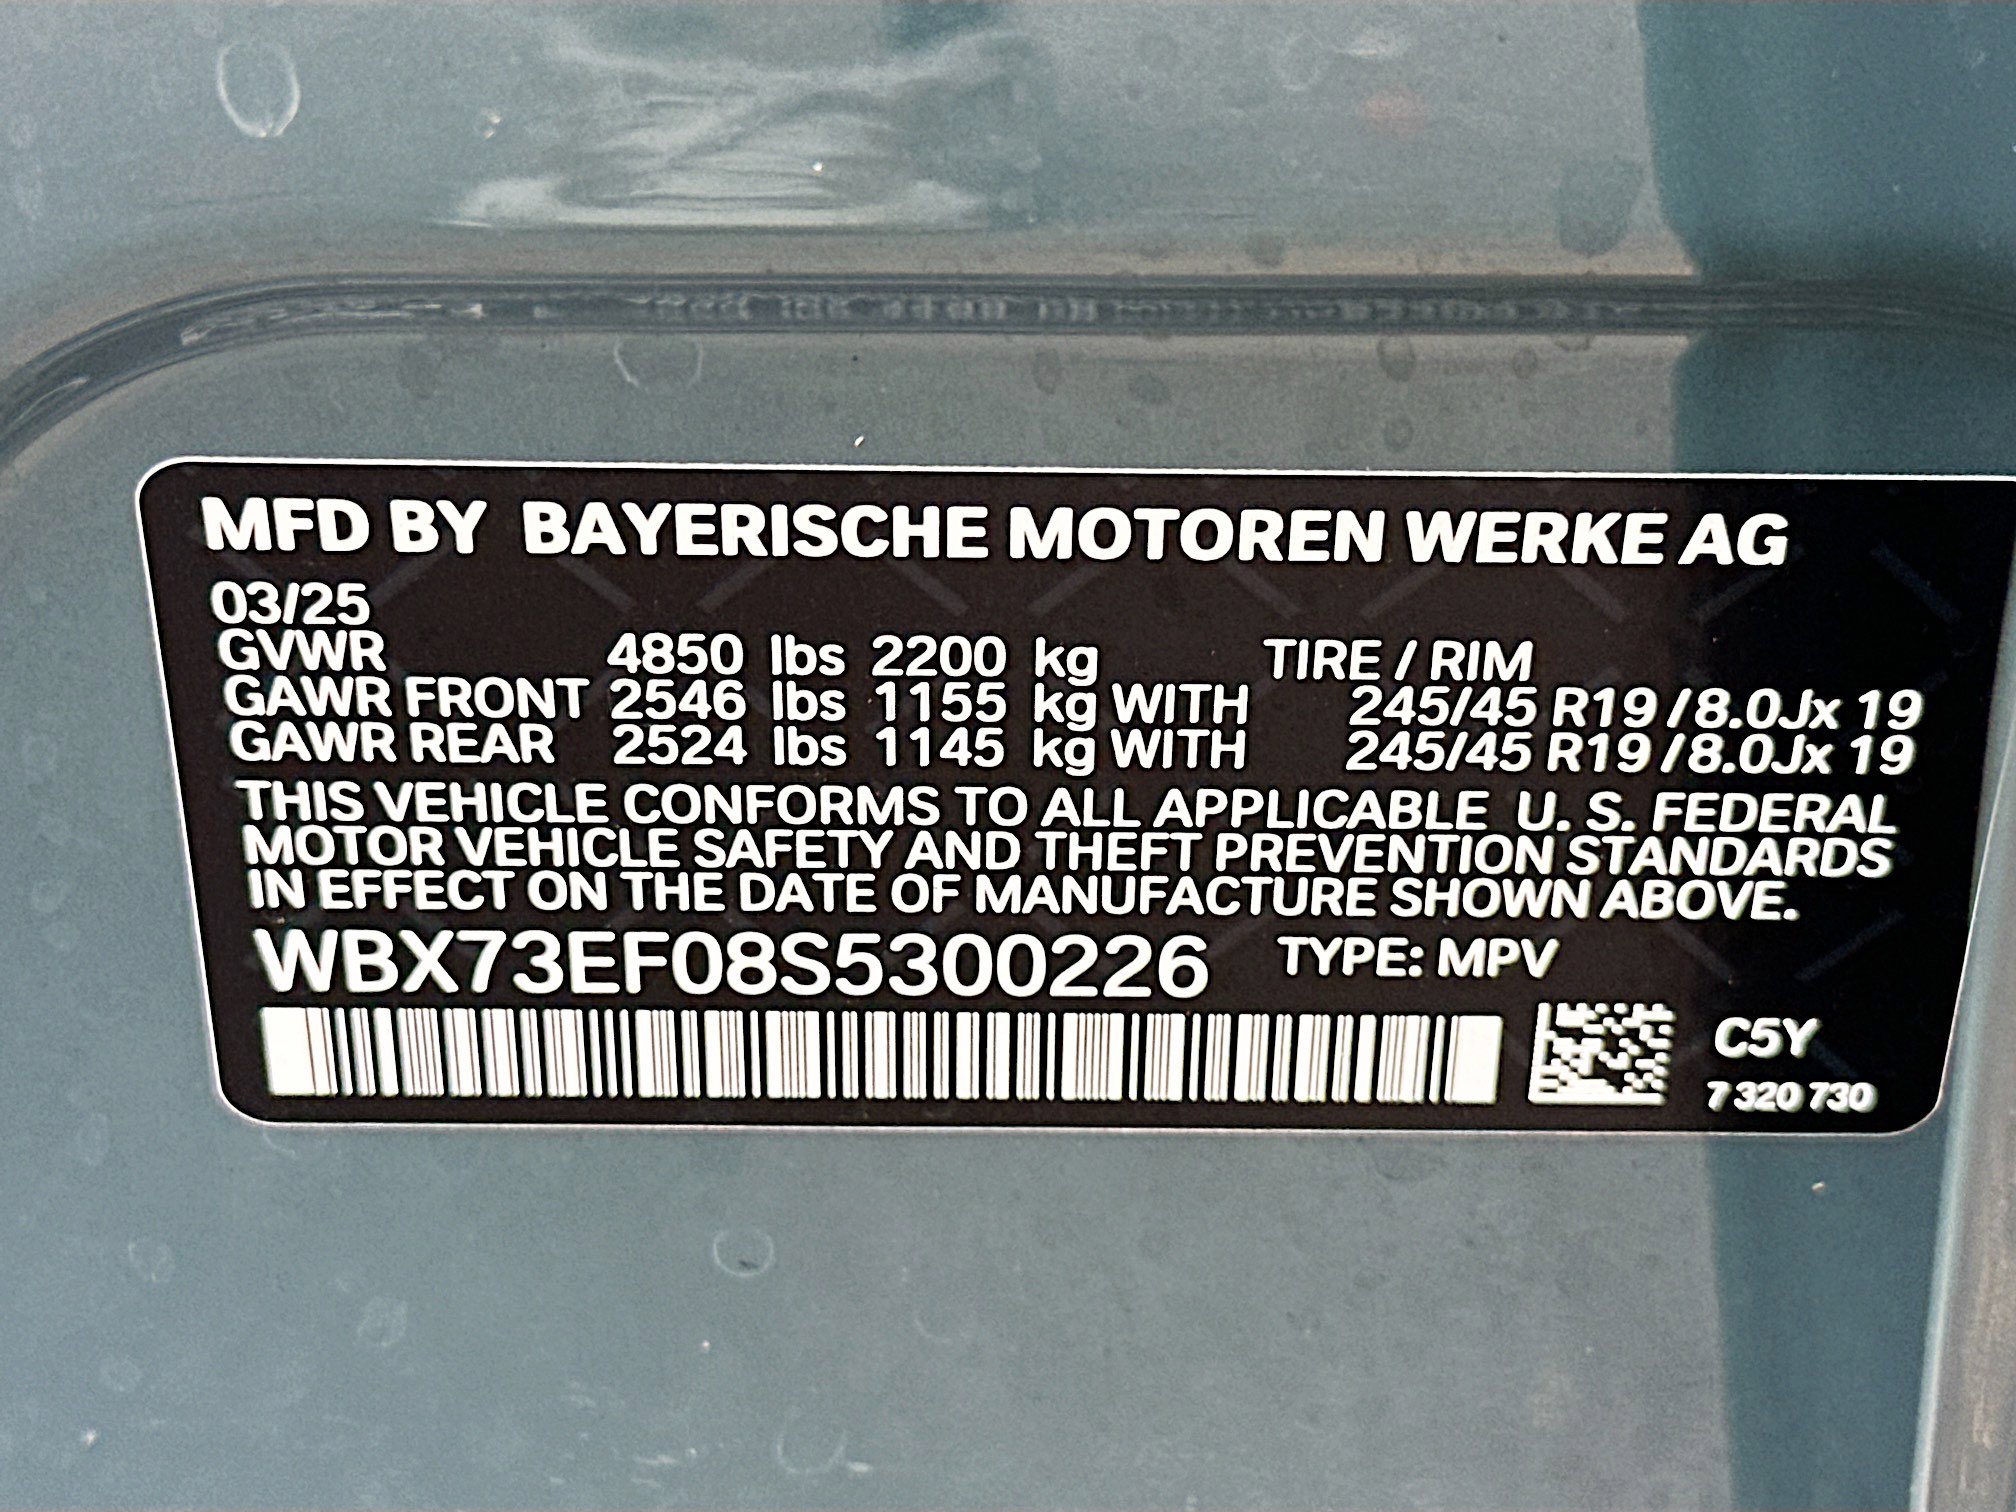 MFD BY BAYERISCHE MOTOREN WERKE AG
03/25
GVWR 4850 lbs 2200 kg TIRE / RIM
GAWR FRONT 2546 lbs 1155 kg WITH 245/45 R19 / 8.0Jx 19
GAWR REAR 2524 lbs 1145 kg WITH 245/45 R19 / 8.0Jx 19
THIS VEHICLE CONFORMS TO ALL APPLICABLE U. S. FEDERAL
MOTOR VEHICLE SAFETY AND THEFT PREVENTION STANDARDS
IN EFFECT ON THE DATE OF MANUFACTURE SHOWN ABOVE.
WBX73EF08S5300226 TYPE: MPV
C5Y
7 320 730